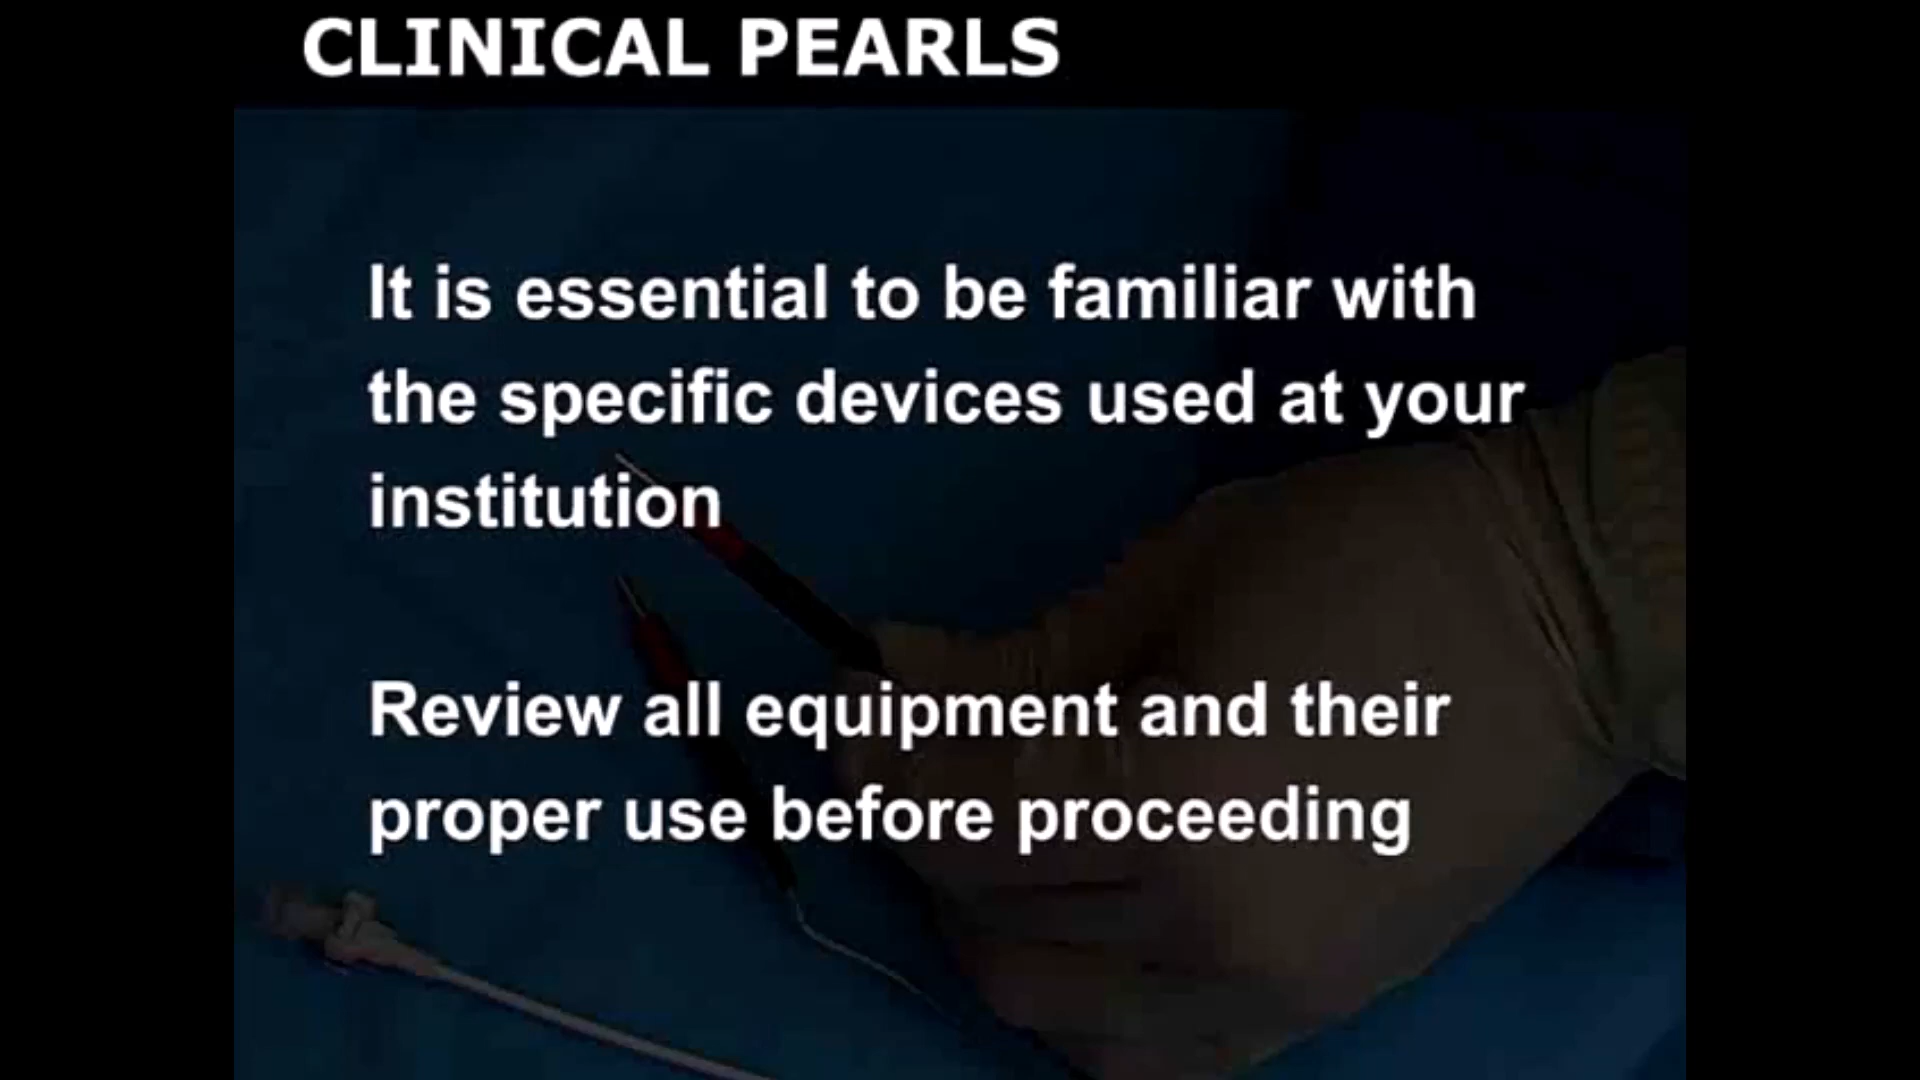 CLINICAL PEARLS
It is essential to be familiar with
the specific devices used at your
institution
Review all equipment and their
proper use before proceeding